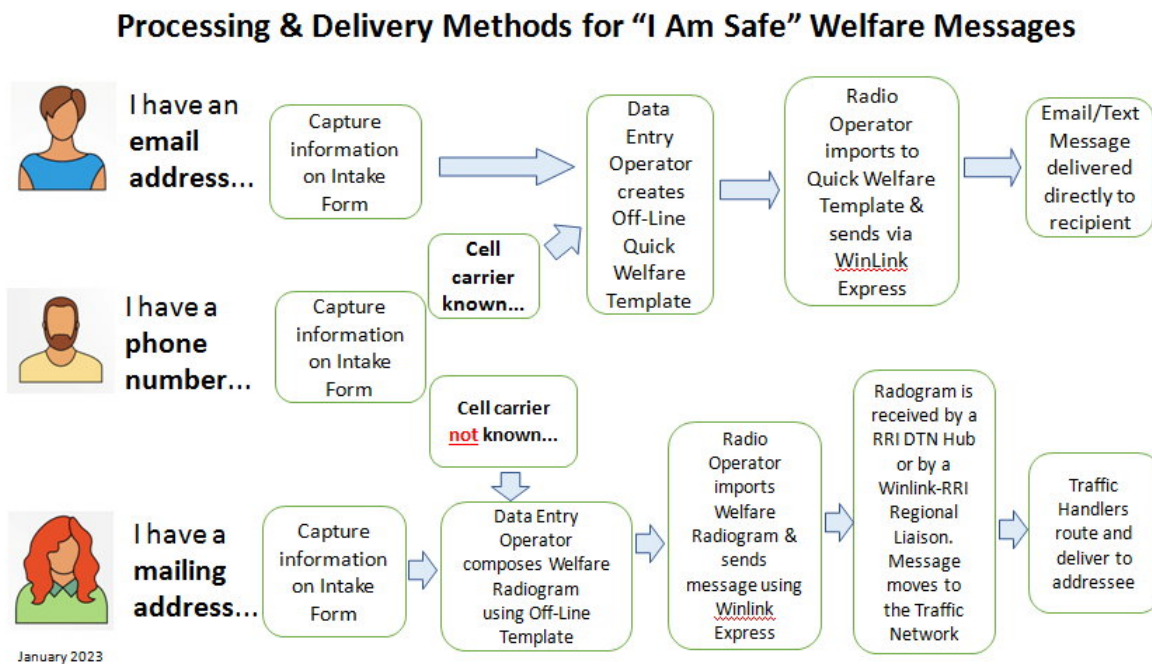 Processing & Delivery Methods for “I Am Safe” Welfare Messages
I have an
email
address...
Capture
information
on Intake
Form
Data
Entry
Operator
creates
Off-Line
Quick
Welfare
Template
Radio
Operator
imports to
Quick Welfare
Template &
sends via
WinLink
Express
Email/Text
Message
delivered
directly to
recipient
Cell
carrier
known...
I have a
phone
number...
Capture
information
on Intake
Form
Cell carrier
not known...
I have a
mailing
address...
Capture
information
on Intake
Form
Data Entry
Operator
composes Welfare
Radiogram
using Off-Line
Template
Radio
Operator
imports
Welfare
Radiogram &
sends
message using
Winlink
Express
Radogram is
received by a
RRI DTN Hub
or by a
Winlink-RRI
Regional
Liaison.
Message
moves to
the Traffic
Network
Traffic
Handlers
route and
deliver to
addressee
January 2023